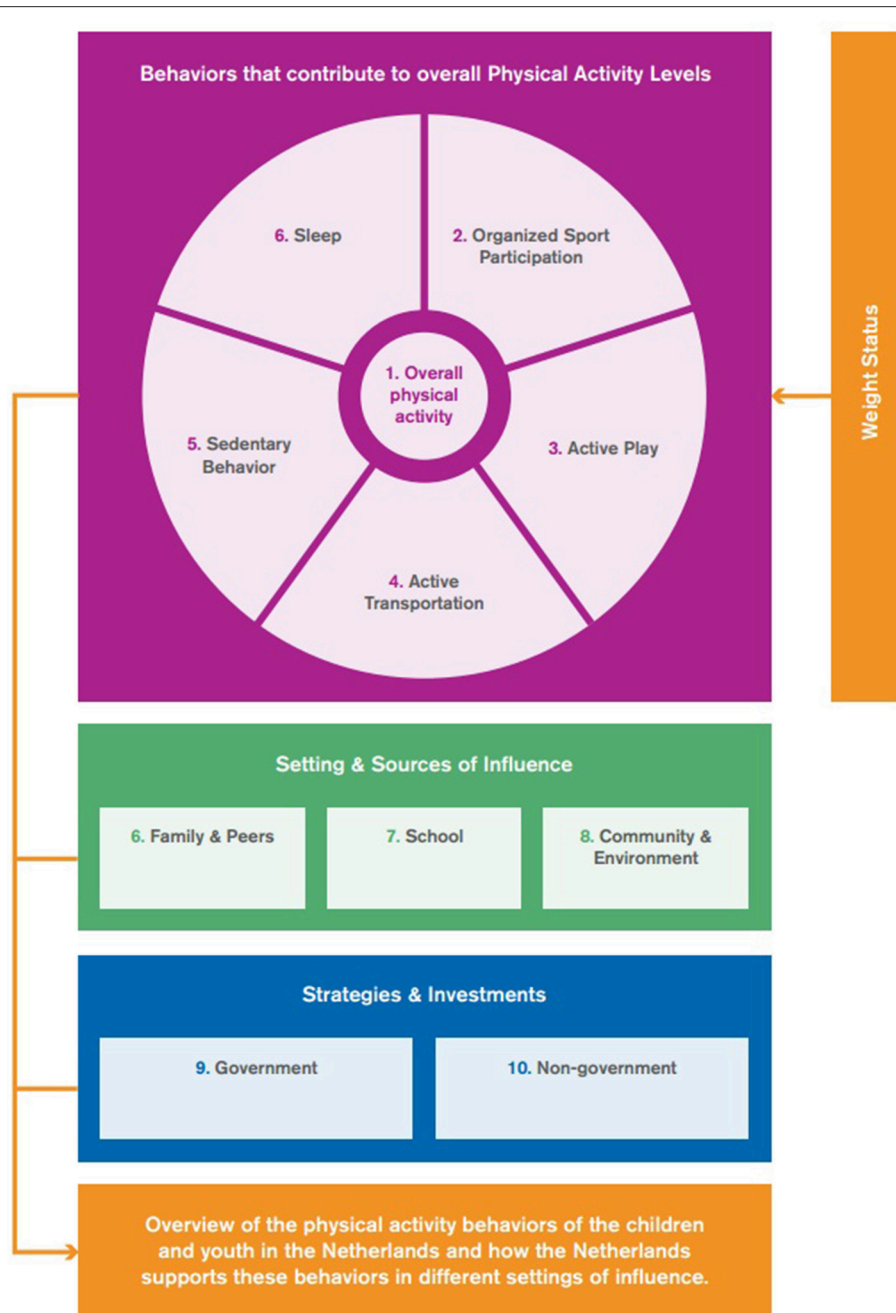 Behaviors that contribute to overall Physical Activity Levels
6. Sleep
2. Organized Sport
Participation
1. Overall
physical
activity
5. Sedentary
Behavior
3. Active Play
4. Active
Transportation
Weight Status
Setting & Sources of Influence
6. Family & Peers
7. School
8. Community &
Environment
Strategies & Investments
9. Government
10. Non-government
Overview of the physical activity behaviors of the children
and youth in the Netherlands and how the Netherlands
supports these behaviors in different settings of influence.